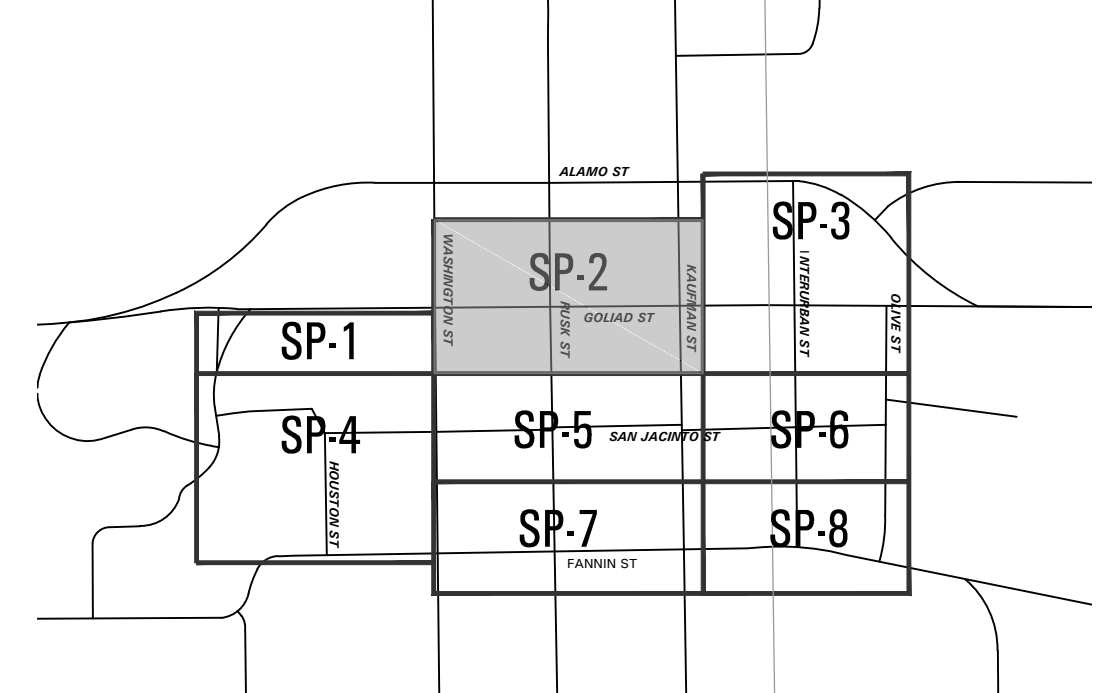 ALAMO ST
SP-3
WASHINGTON ST
SP-2
KAUFMAN ST
INTERURBAN ST
OLIVE ST
RUSK ST
GOLIAD ST
SP-1
SP-4
SP-5
SAN JACINTO ST
SP-6
HOUSTON ST
SP-7
SP-8
FANNIN ST